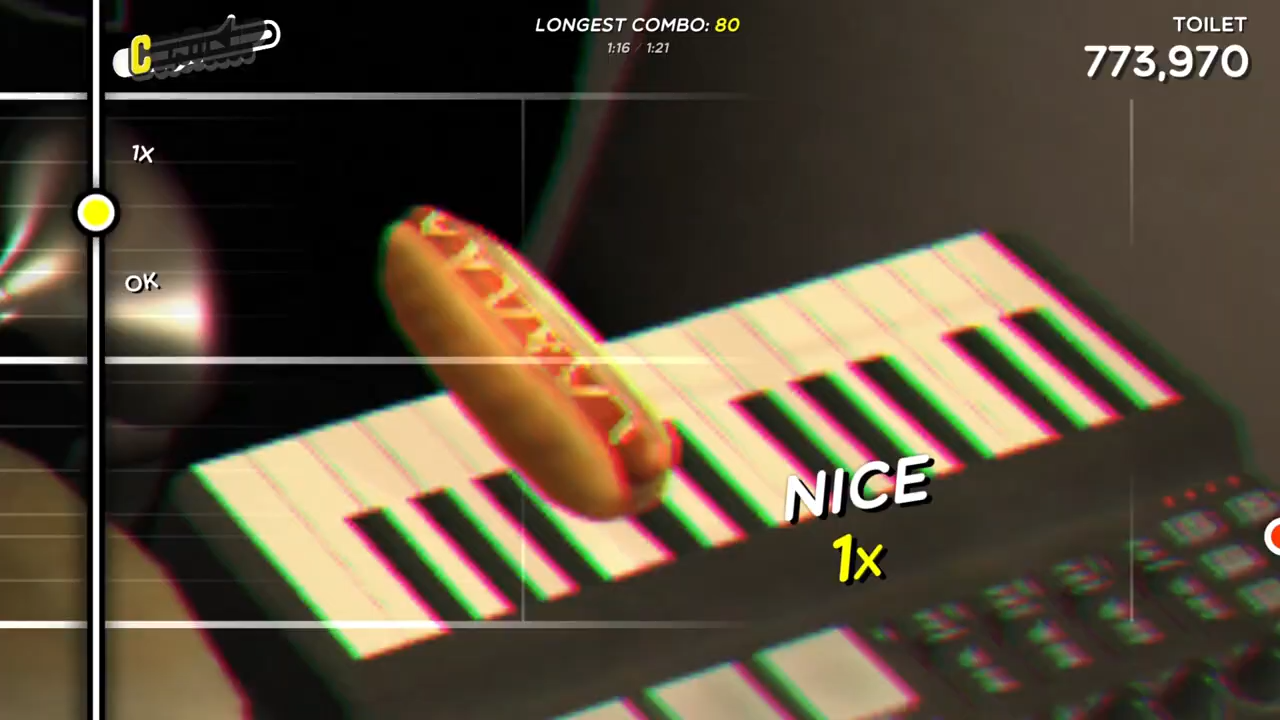 C
LONGEST COMBO: 80
1:16 / 1:21
TOILET
773,970
1X
OK
NICE
1x